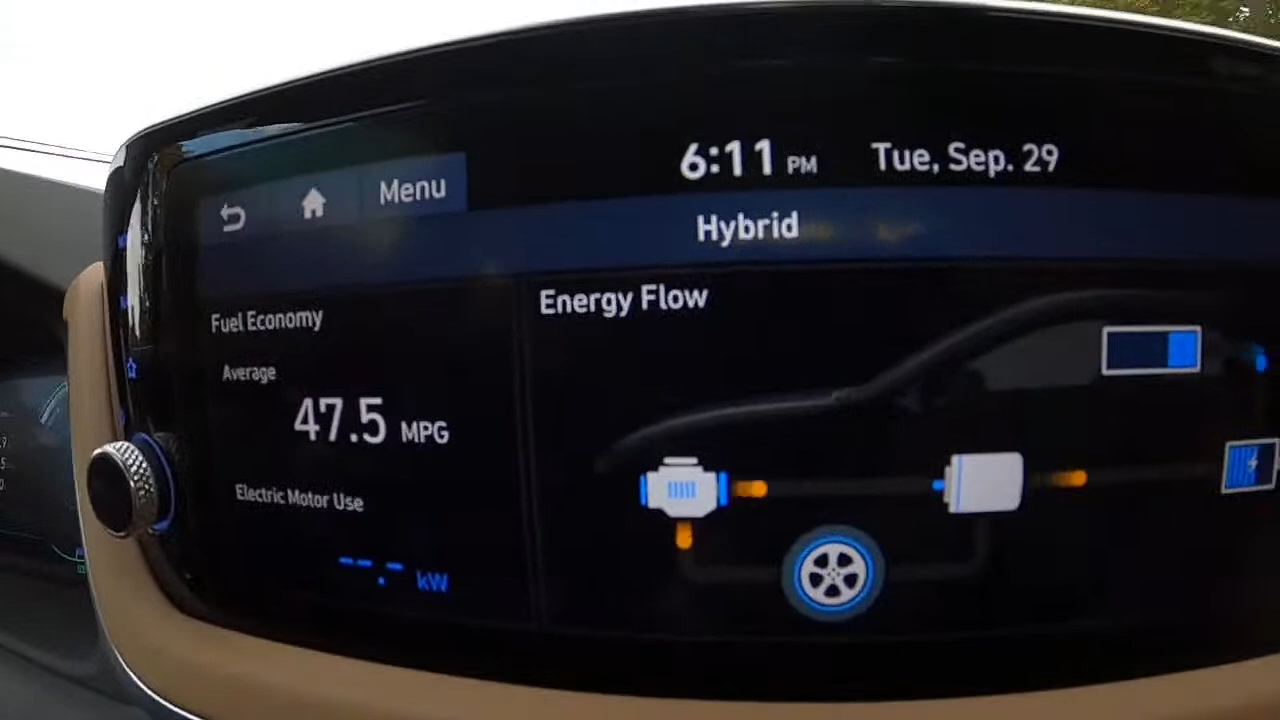 6:11 PM Tue, Sep. 29
Menu
Hybrid
Fuel Economy
Energy Flow
Average
47.5 MPG
Electric Motor Use
--.- kW